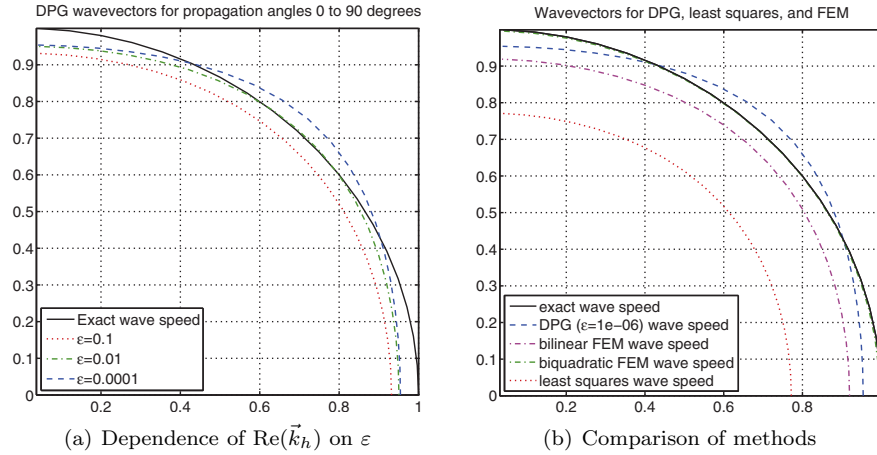 DPG wavevectors for propagation angles 0 to 90 degrees
0.9
0.8
0.7
0.6
0.5
0.4
0.3
0.2
0.1
0
0.2
0.4
0.6
0.8
1
Exact wave speed
ε=0.1
ε=0.01
ε=0.0001
(a) Dependence of Re(k⃗_h) on ε
Wavevectors for DPG, least squares, and FEM
0.9
0.8
0.7
0.6
0.5
0.4
0.3
0.2
0.1
0
0.2
0.4
0.6
0.8
exact wave speed
DPG (ε=1e−06) wave speed
bilinear FEM wave speed
biquadratic FEM wave speed
least squares wave speed
(b) Comparison of methods